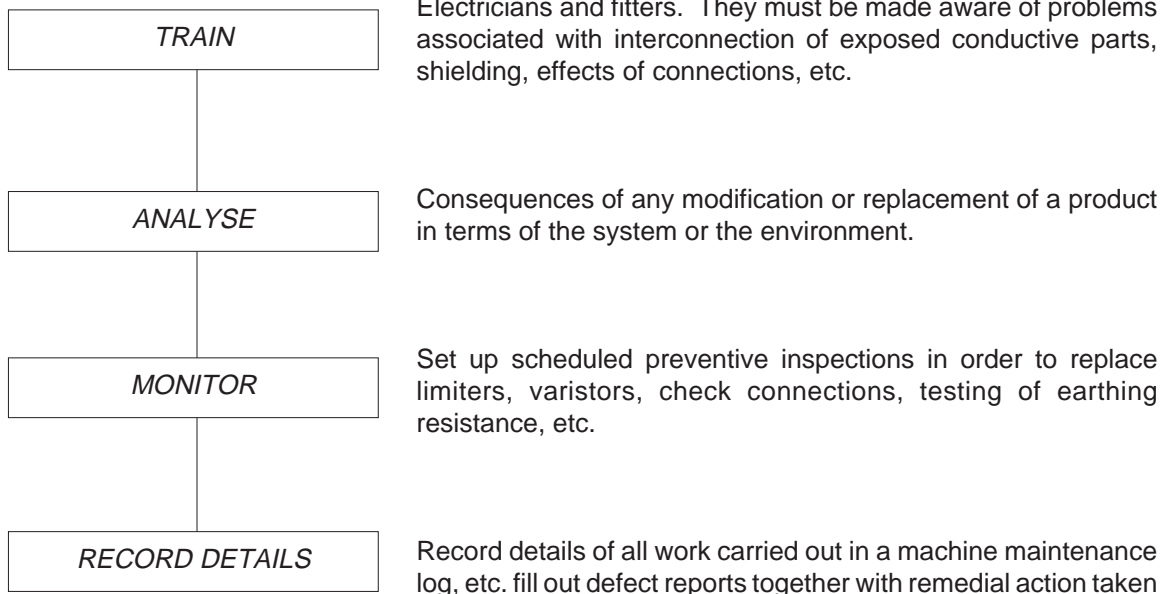 TRAIN
Electricians and fitters. They must be made aware of problems
associated with interconnection of exposed conductive parts,
shielding, effects of connections, etc.
ANALYSE
Consequences of any modification or replacement of a product
in terms of the system or the environment.
MONITOR
Set up scheduled preventive inspections in order to replace
limiters, varistors, check connections, testing of earthing
resistance, etc.
RECORD DETAILS
Record details of all work carried out in a machine maintenance
log, etc. fill out defect reports together with remedial action taken